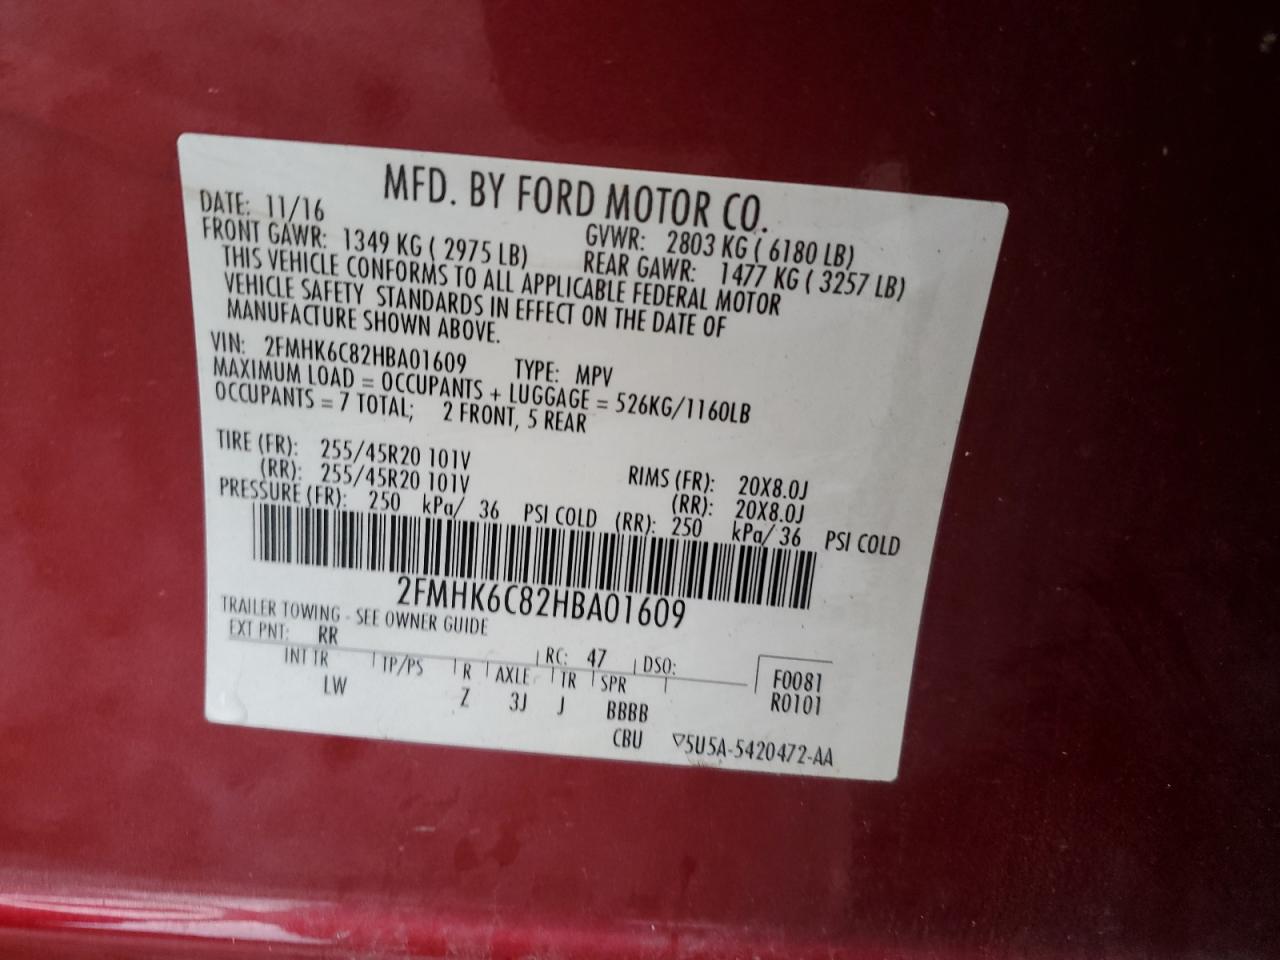 MFD. BY FORD MOTOR CO.
DATE: 11/16 GVWR: 2803 KG ( 6180 LB)
FRONT GAWR: 1349 KG ( 2975 LB) REAR GAWR: 1477 KG ( 3257 LB)
THIS VEHICLE CONFORMS TO ALL APPLICABLE FEDERAL MOTOR
VEHICLE SAFETY STANDARDS IN EFFECT ON THE DATE OF
MANUFACTURE SHOWN ABOVE.
VIN: 2FMHK6C82HBA01609 TYPE: MPV
MAXIMUM LOAD = OCCUPANTS + LUGGAGE = 526KG/1160LB
OCCUPANTS = 7 TOTAL; 2 FRONT, 5 REAR
TIRE (FR): 255/45R20 101V RIMS (FR): 20X8.0J
(RR): 255/45R20 101V (RR): 20X8.0J
PRESSURE (FR): 250 kPa/ 36 PSI COLD (RR): 250 kPa/ 36 PSI COLD
2FMHK6C82HBA01609
TRAILER TOWING - SEE OWNER GUIDE
EXT PNT: RR RC: 47 DSO: F0081
INT TR TP/PS R AXLE TR SPR R0101
LW Z 3J J BBBB
CBU ▽5U5A-5420472-AA